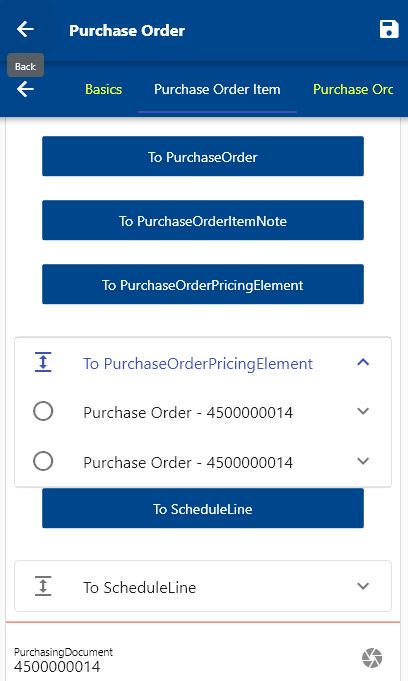 Purchase Order
Back
Basics
Purchase Order Item
Purchase Orc
To PurchaseOrder
To PurchaseOrderItemNote
To PurchaseOrderPricingElement
To PurchaseOrderPricingElement
Purchase Order - 4500000014
Purchase Order - 4500000014
To ScheduleLine
To ScheduleLine
PurchasingDocument
4500000014